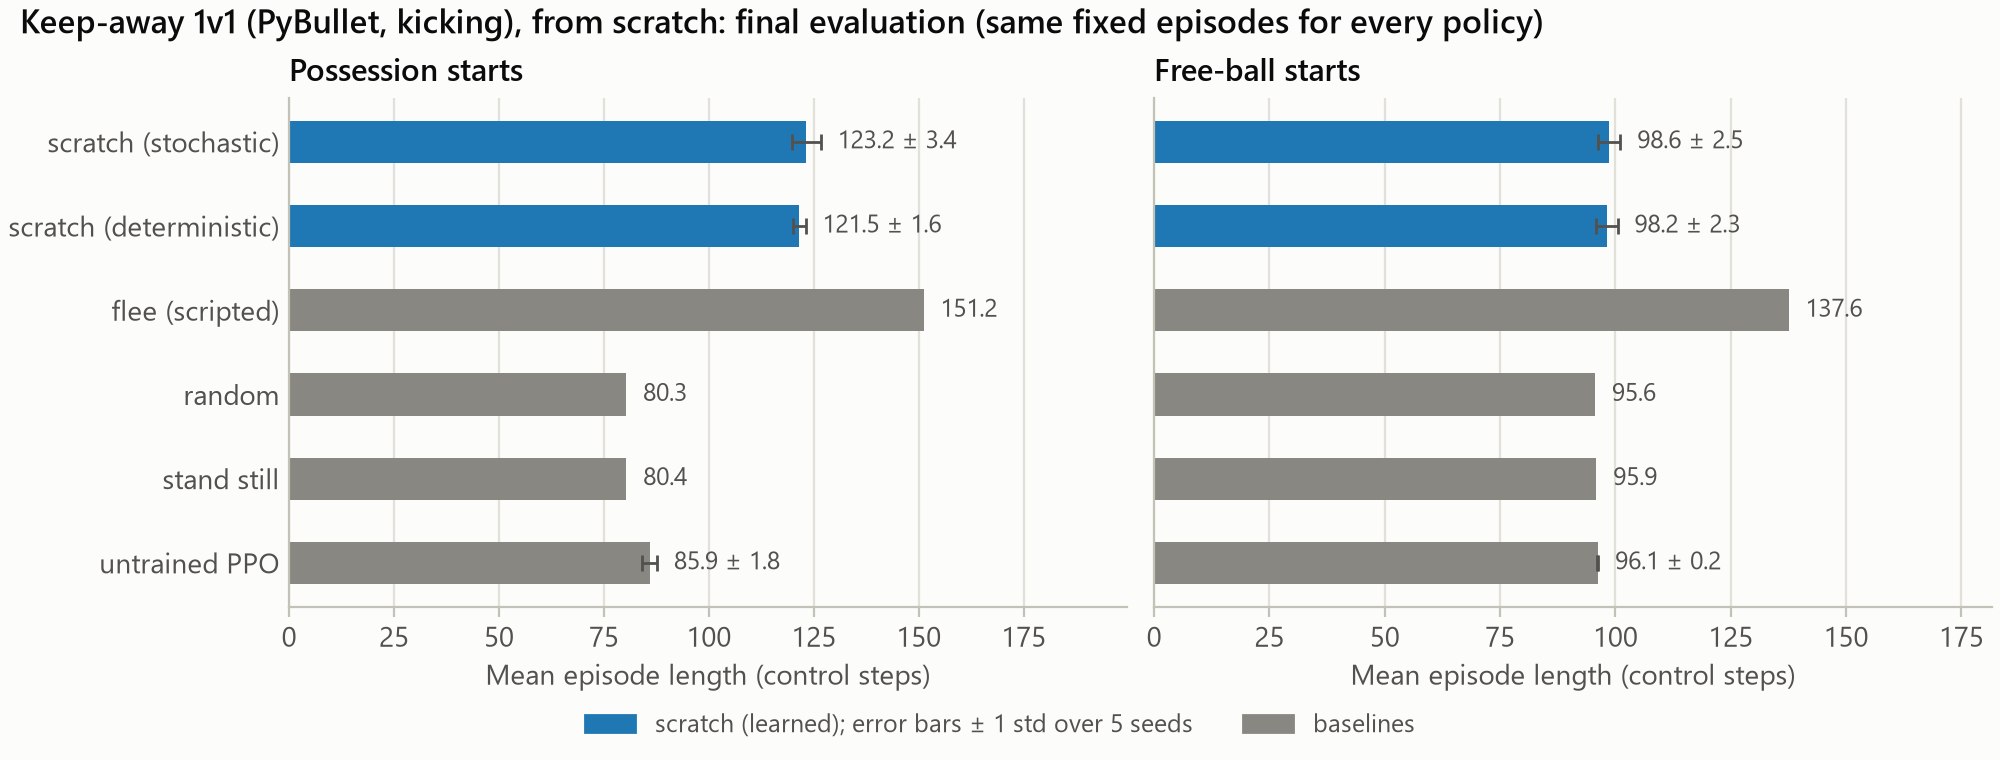 Keep-away 1v1 (PyBullet, kicking), from scratch: final evaluation (same fixed episodes for every policy)
Possession starts
scratch (stochastic)
123.2 ± 3.4
scratch (deterministic)
121.5 ± 1.6
flee (scripted)
151.2
random
80.3
stand still
80.4
untrained PPO
85.9 ± 1.8
0 25 50 75 100 125 150 175
Mean episode length (control steps)
Free-ball starts
98.6 ± 2.5
98.2 ± 2.3
137.6
95.6
95.9
96.1 ± 0.2
0 25 50 75 100 125 150 175
Mean episode length (control steps)
scratch (learned); error bars ± 1 std over 5 seeds
baselines